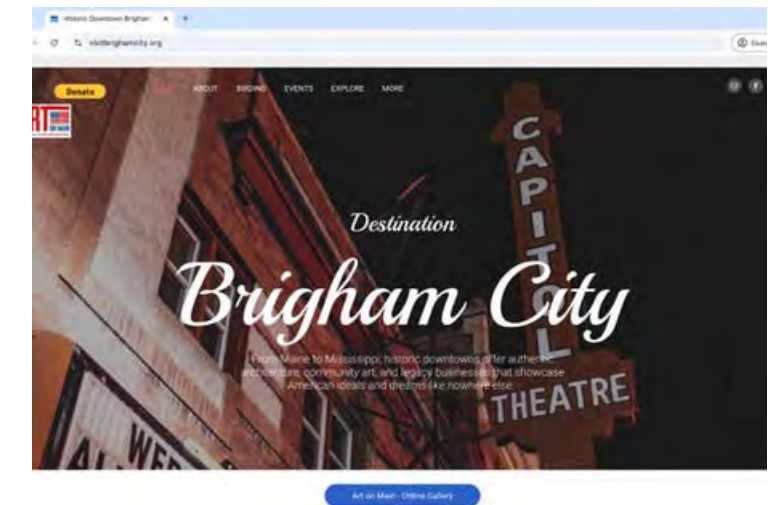 Historic Downtown Brigham
visitbrighamcity.org
Donate
ABOUT BIRDING EVENTS EXPLORE MORE
CAPITOL
THEATRE
Destination
Brigham City
From Maine to Mississippi, historic downtowns offer authentic
architecture, community art, and legacy businesses that showcase
American ideals and dreams like nowhere else.
Art on Main - Online Gallery